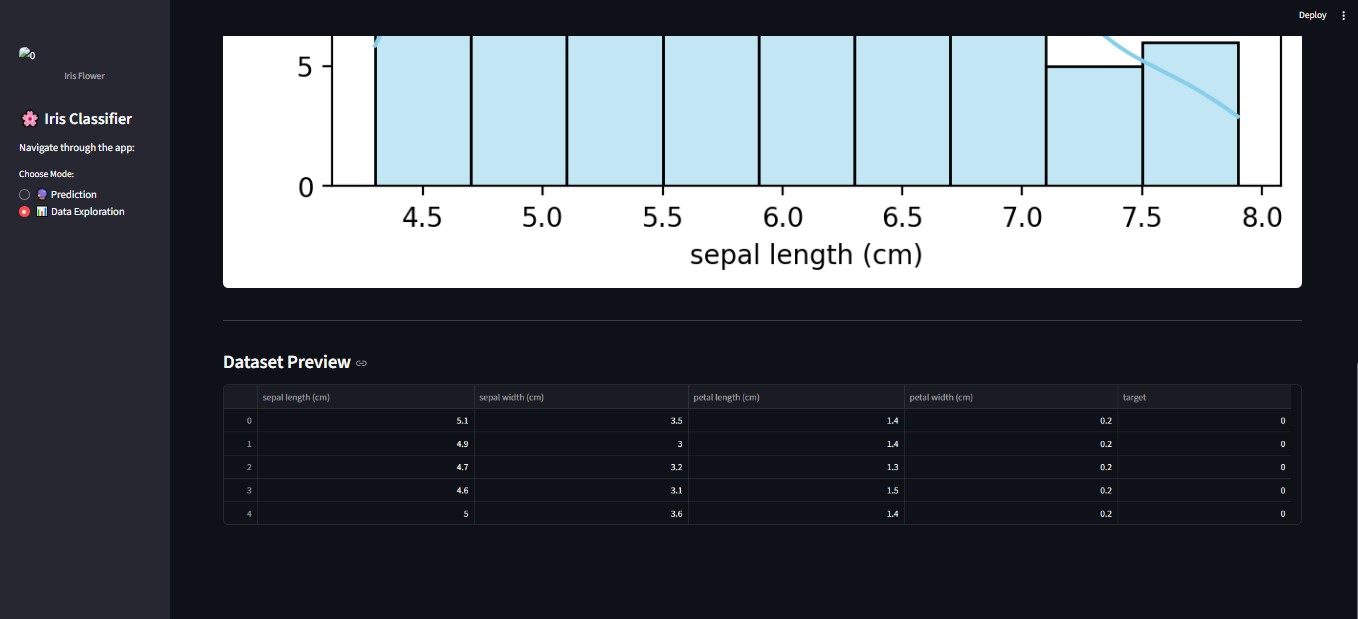 Deploy
0
Iris Flower
🌸 Iris Classifier
Navigate through the app:
Choose Mode:
🔮 Prediction
📊 Data Exploration
5
0
4.5 5.0 5.5 6.0 6.5 7.0 7.5 8.0
sepal length (cm)
Dataset Preview
sepal length (cm) sepal width (cm) petal length (cm) petal width (cm) target
0 5.1 3.5 1.4 0.2 0
1 4.9 3 1.4 0.2 0
2 4.7 3.2 1.3 0.2 0
3 4.6 3.1 1.5 0.2 0
4 5 3.6 1.4 0.2 0